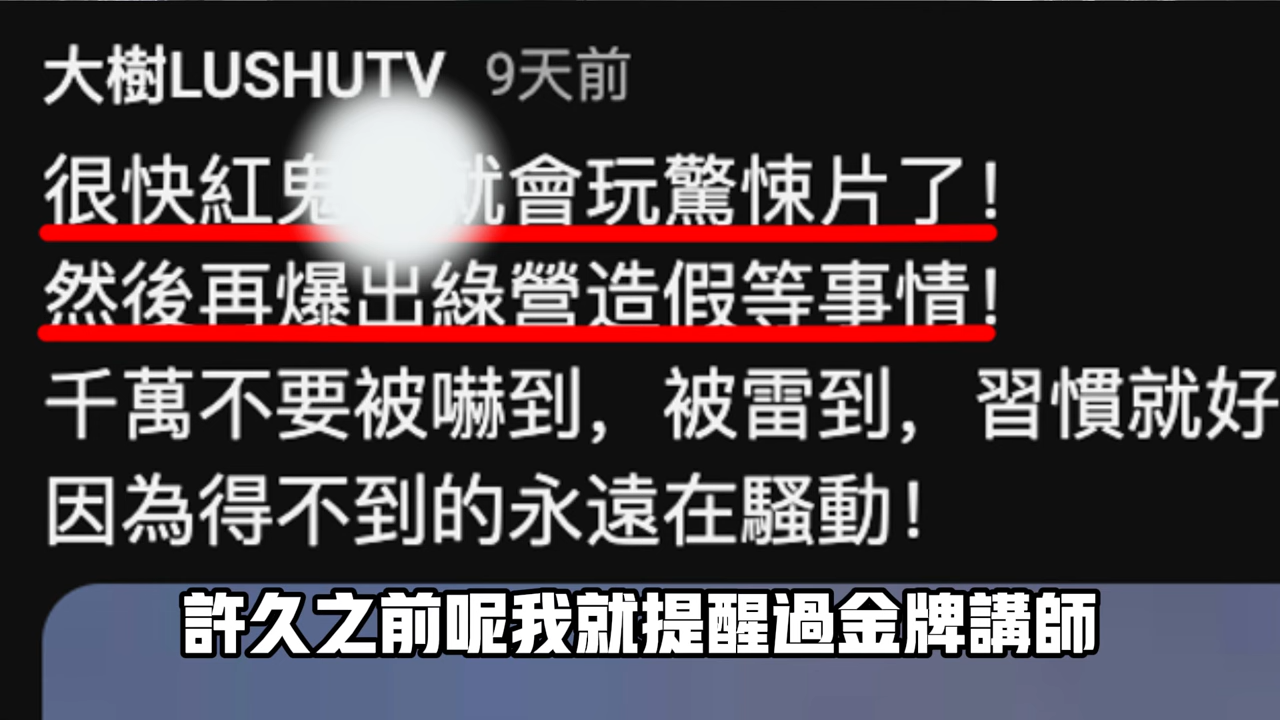 大樹LUSHUTV 9天前
很快紅鬼 就會玩驚悚片了!
然後再爆出綠營造假等事情!
千萬不要被嚇到，被雷到，習慣就好
因為得不到的永遠在騷動!
許久之前呢我就提醒過金牌講師